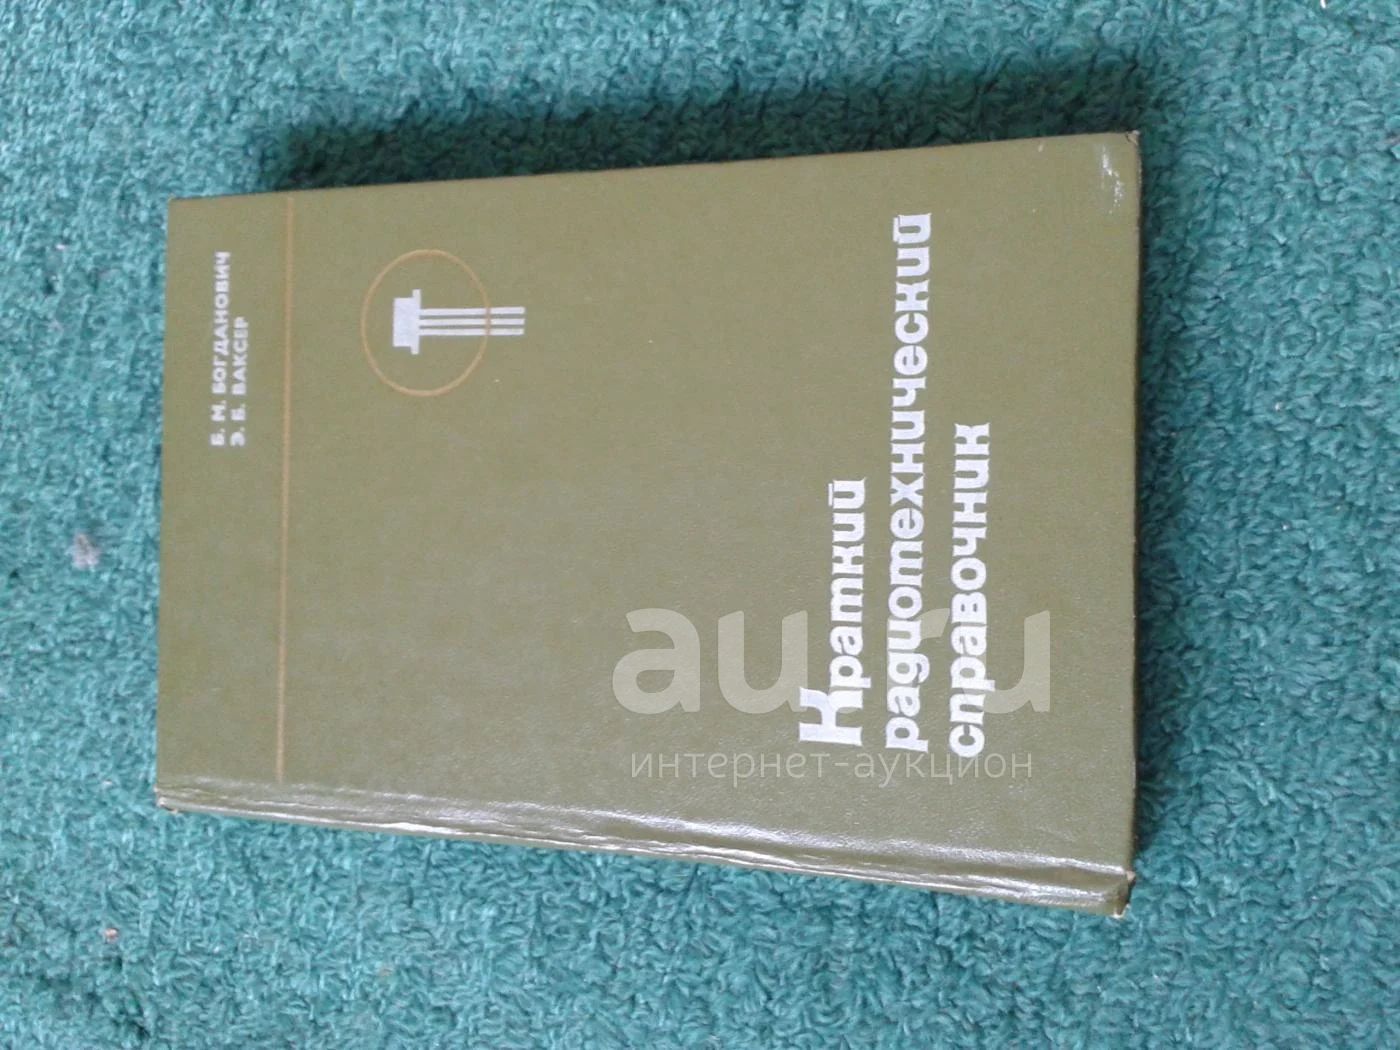 Б. М. БОГДАНОВИЧ
Э. Б. ВАКСЕР
Краткий
радиотехнический
справочник
au.ru
интернет-аукцион